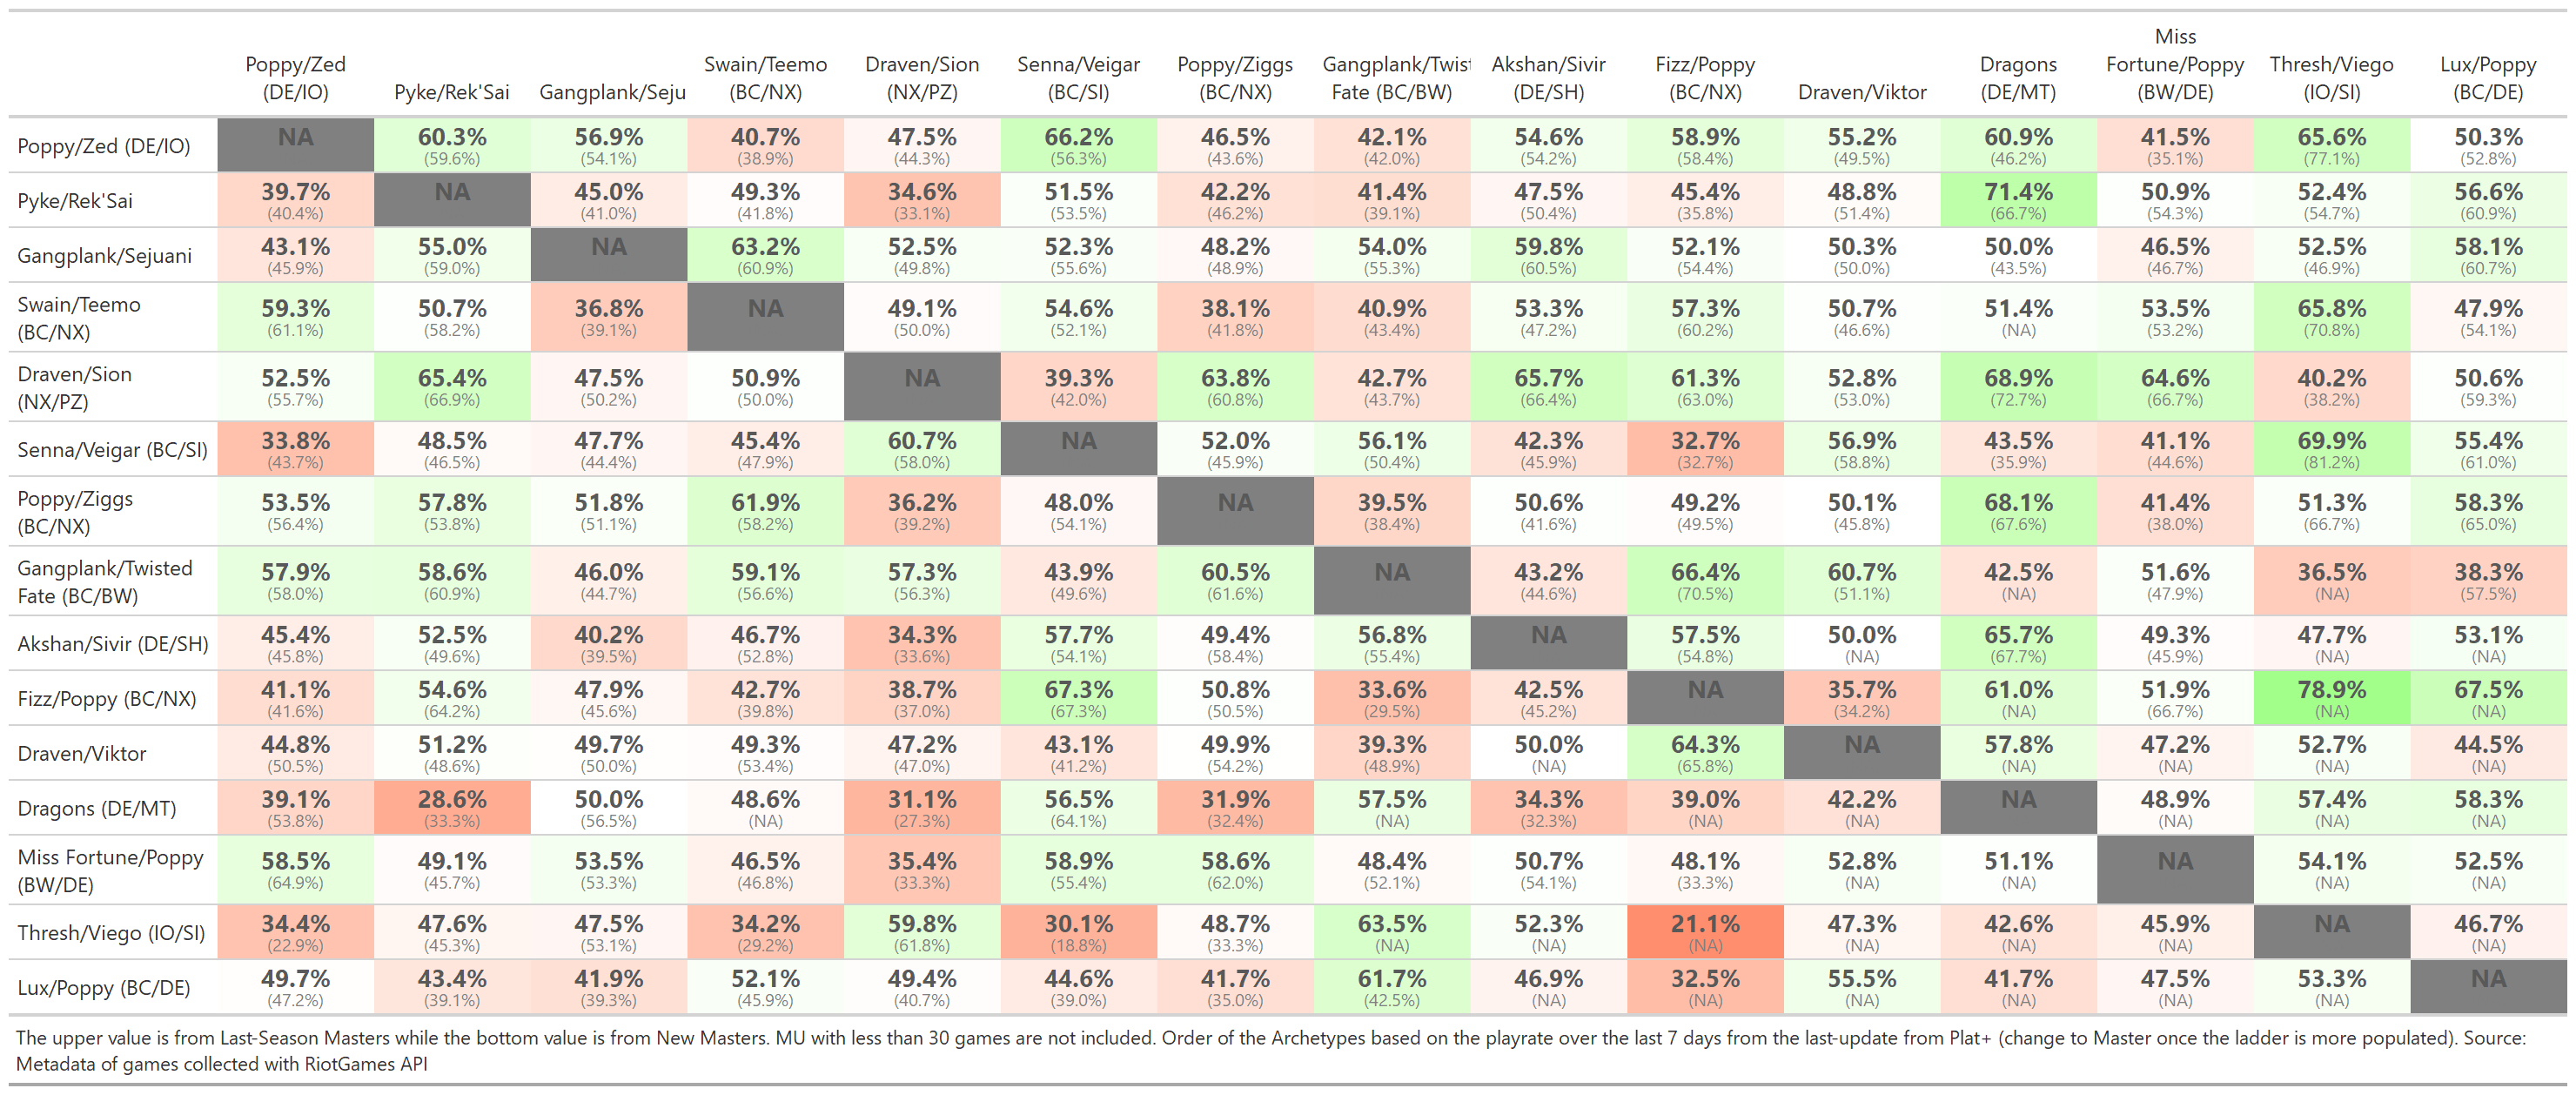 Miss
Poppy/Zed Swain/Teemo Draven/Sion Senna/Veigar Poppy/Ziggs Gangplank/Twist Akshan/Sivir Fizz/Poppy Dragons Fortune/Poppy Thresh/Viego Lux/Poppy
(DE/IO) Pyke/Rek'Sai Gangplank/Seju (BC/NX) (NX/PZ) (BC/SI) (BC/NX) Fate (BC/BW) (DE/SH) (BC/NX) Draven/Viktor (DE/MT) (BW/DE) (IO/SI) (BC/DE)
Poppy/Zed (DE/IO) NA 60.3% 56.9% 40.7% 47.5% 66.2% 46.5% 42.1% 54.6% 58.9% 55.2% 60.9% 41.5% 65.6% 50.3%
(59.6%) (54.1%) (38.9%) (44.3%) (56.3%) (43.6%) (42.0%) (54.2%) (58.4%) (49.5%) (46.2%) (35.1%) (77.1%) (52.8%)
Pyke/Rek'Sai 39.7% NA 45.0% 49.3% 34.6% 51.5% 42.2% 41.4% 47.5% 45.4% 48.8% 71.4% 50.9% 52.4% 56.6%
(40.4%) (41.0%) (41.8%) (33.1%) (53.5%) (46.2%) (39.1%) (50.4%) (35.8%) (51.4%) (66.7%) (54.3%) (54.7%) (60.9%)
Gangplank/Sejuani 43.1% 55.0% NA 63.2% 52.5% 52.3% 48.2% 54.0% 59.8% 52.1% 50.3% 50.0% 46.5% 52.5% 58.1%
(45.9%) (59.0%) (60.9%) (49.8%) (55.6%) (48.9%) (55.3%) (60.5%) (54.4%) (50.0%) (43.5%) (46.7%) (46.9%) (60.7%)
Swain/Teemo 59.3% 50.7% 36.8% NA 49.1% 54.6% 38.1% 40.9% 53.3% 57.3% 50.7% 51.4% 53.5% 65.8% 47.9%
(BC/NX) (61.1%) (58.2%) (39.1%) (50.0%) (52.1%) (41.8%) (43.4%) (47.2%) (60.2%) (46.6%) (NA) (53.2%) (70.8%) (54.1%)
Draven/Sion 52.5% 65.4% 47.5% 50.9% NA 39.3% 63.8% 42.7% 65.7% 61.3% 52.8% 68.9% 64.6% 40.2% 50.6%
(NX/PZ) (55.7%) (66.9%) (50.2%) (50.0%) (42.0%) (60.8%) (43.7%) (66.4%) (63.0%) (53.0%) (72.7%) (66.7%) (38.2%) (59.3%)
Senna/Veigar (BC/SI) 33.8% 48.5% 47.7% 45.4% 60.7% NA 52.0% 56.1% 42.3% 32.7% 56.9% 43.5% 41.1% 69.9% 55.4%
(43.7%) (46.5%) (44.4%) (47.9%) (58.0%) (45.9%) (50.4%) (45.9%) (32.7%) (58.8%) (35.9%) (44.6%) (81.2%) (61.0%)
Poppy/Ziggs 53.5% 57.8% 51.8% 61.9% 36.2% 48.0% NA 39.5% 50.6% 49.2% 50.1% 68.1% 41.4% 51.3% 58.3%
(BC/NX) (56.4%) (53.8%) (51.1%) (58.2%) (39.2%) (54.1%) (38.4%) (41.6%) (49.5%) (45.8%) (67.6%) (38.0%) (66.7%) (65.0%)
Gangplank/Twisted 57.9% 58.6% 46.0% 59.1% 57.3% 43.9% 60.5% NA 43.2% 66.4% 60.7% 42.5% 51.6% 36.5% 38.3%
Fate (BC/BW) (58.0%) (60.9%) (44.7%) (56.6%) (56.3%) (49.6%) (61.6%) (44.6%) (70.5%) (51.1%) (NA) (47.9%) (NA) (57.5%)
Akshan/Sivir (DE/SH) 45.4% 52.5% 40.2% 46.7% 34.3% 57.7% 49.4% 56.8% NA 57.5% 50.0% 65.7% 49.3% 47.7% 53.1%
(45.8%) (49.6%) (39.5%) (52.8%) (33.6%) (54.1%) (58.4%) (55.4%) (54.8%) (NA) (67.7%) (45.9%) (NA) (NA)
Fizz/Poppy (BC/NX) 41.1% 54.6% 47.9% 42.7% 38.7% 67.3% 50.8% 33.6% 42.5% NA 35.7% 61.0% 51.9% 78.9% 67.5%
(41.6%) (64.2%) (45.6%) (39.8%) (37.0%) (67.3%) (50.5%) (29.5%) (45.2%) (34.2%) (NA) (66.7%) (NA) (NA)
Draven/Viktor 44.8% 51.2% 49.7% 49.3% 47.2% 43.1% 49.9% 39.3% 50.0% 64.3% NA 57.8% 47.2% 52.7% 44.5%
(50.5%) (48.6%) (50.0%) (53.4%) (47.0%) (41.2%) (54.2%) (48.9%) (NA) (65.8%) (NA) (NA) (NA) (NA)
Dragons (DE/MT) 39.1% 28.6% 50.0% 48.6% 31.1% 56.5% 31.9% 57.5% 34.3% 39.0% 42.2% NA 48.9% 57.4% 58.3%
(53.8%) (33.3%) (56.5%) (NA) (27.3%) (64.1%) (32.4%) (NA) (32.3%) (NA) (NA) (NA) (NA) (NA)
Miss Fortune/Poppy 58.5% 49.1% 53.5% 46.5% 35.4% 58.9% 58.6% 48.4% 50.7% 48.1% 52.8% 51.1% NA 54.1% 52.5%
(BW/DE) (64.9%) (45.7%) (53.3%) (46.8%) (33.3%) (55.4%) (62.0%) (52.1%) (54.1%) (33.3%) (NA) (NA) (NA) (NA)
Thresh/Viego (IO/SI) 34.4% 47.6% 47.5% 34.2% 59.8% 30.1% 48.7% 63.5% 52.3% 21.1% 47.3% 42.6% 45.9% NA 46.7%
(22.9%) (45.3%) (53.1%) (29.2%) (61.8%) (18.8%) (33.3%) (NA) (NA) (NA) (NA) (NA) (NA) (NA)
Lux/Poppy (BC/DE) 49.7% 43.4% 41.9% 52.1% 49.4% 44.6% 41.7% 61.7% 46.9% 32.5% 55.5% 41.7% 47.5% 53.3% NA
(47.2%) (39.1%) (39.3%) (45.9%) (40.7%) (39.0%) (35.0%) (42.5%) (NA) (NA) (NA) (NA) (NA) (NA)
The upper value is from Last-Season Masters while the bottom value is from New Masters. MU with less than 30 games are not included. Order of the Archetypes based on the playrate over the last 7 days from the last-update from Plat+ (change to Master once the ladder is more populated). Source:
Metadata of games collected with RiotGames API